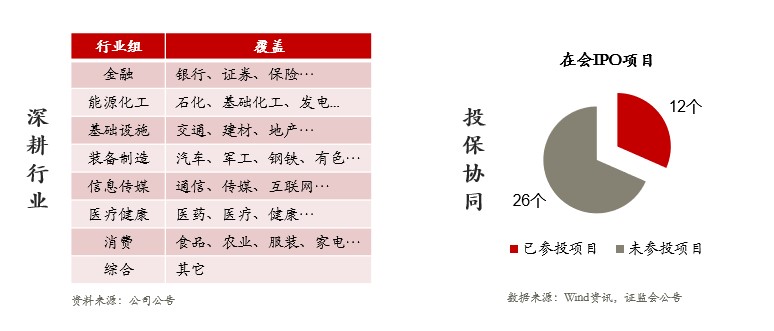 深耕行业
行业组 覆盖
金融 银行、证券、保险…
能源化工 石化、基础化工、发电...
基础设施 交通、建材、地产…
装备制造 汽车、军工、钢铁、有色…
信息传媒 通信、传媒、互联网…
医疗健康 医药、医疗、健康…
消费 食品、农业、服装、家电…
综合 其它
资料来源：公司公告
投保协同
在会IPO项目
12个
26个
已参投项目 未参投项目
数据来源：Wind资讯，证监会公告